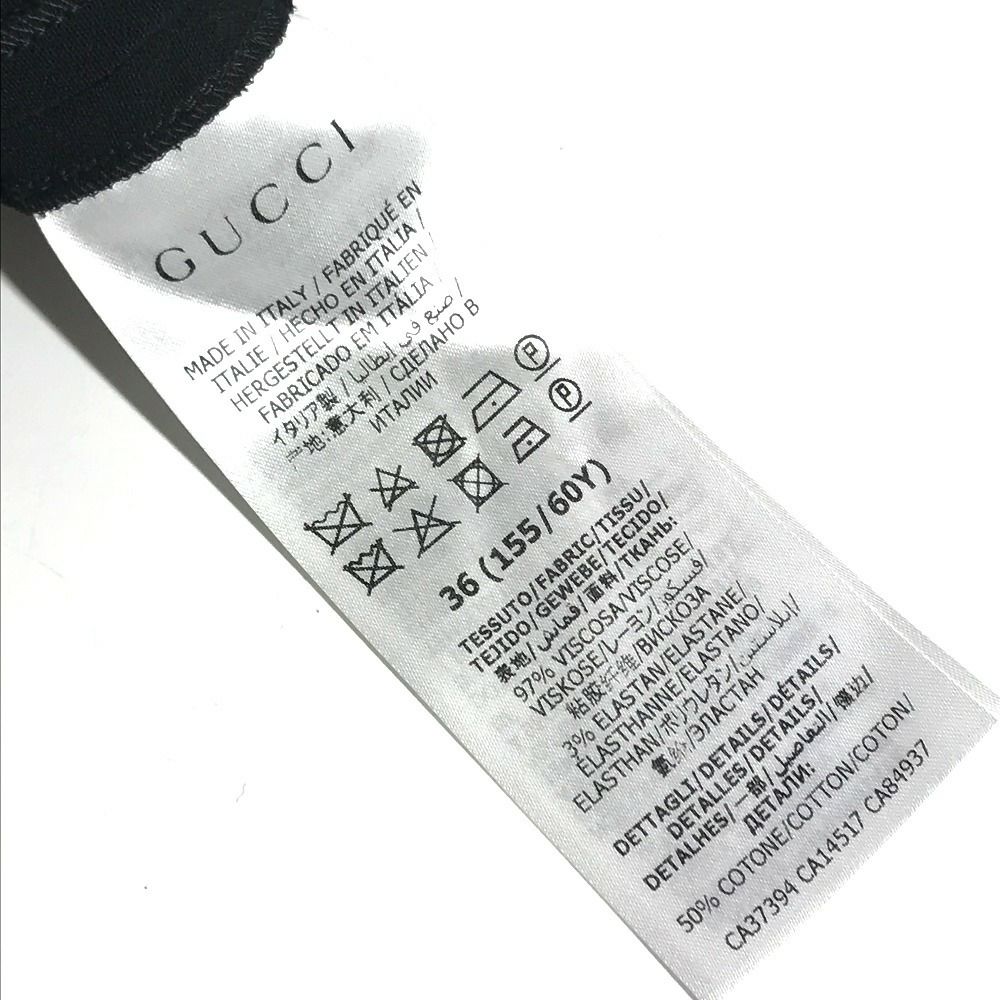 GUCCI
MADE IN ITALY / FABRIQUÉ EN
ITALIE / HECHO EN ITALIA /
HERGESTELLT IN ITALIEN /
FABRICADO EM ITÁLIA /
イタリア製 / صنع في إيطاليا /
产地:意大利 / СДЕЛАНО В
ИТАЛИИ
P
P
36 (155/60Y)
TESSUTO/FABRIC/TISSU/
TEJIDO/GEWEBE/TECIDO/
表地/قماش/面料/ТКАНЬ:
97% VISCOSA/VISCOSE/
VISKOSE/レーヨン/فسكوز/
粘胶纤维/ВИСКОЗА
3% ELASTAN/ELASTANE/
ELASTHANNE/ELASTANO/
ELASTHAN/ポリウレタン/إيلاستين/
氨纶/ЭЛАСТАН
DETTAGLI/DETAILS/DÉTAILS/
DETALLES/DETAILS/
DETALHES/一部/التفاصيل/镶边/
ДЕТАЛИ:
50% COTONE/COTTON/COTON/
CA37394 CA14517 CA84937